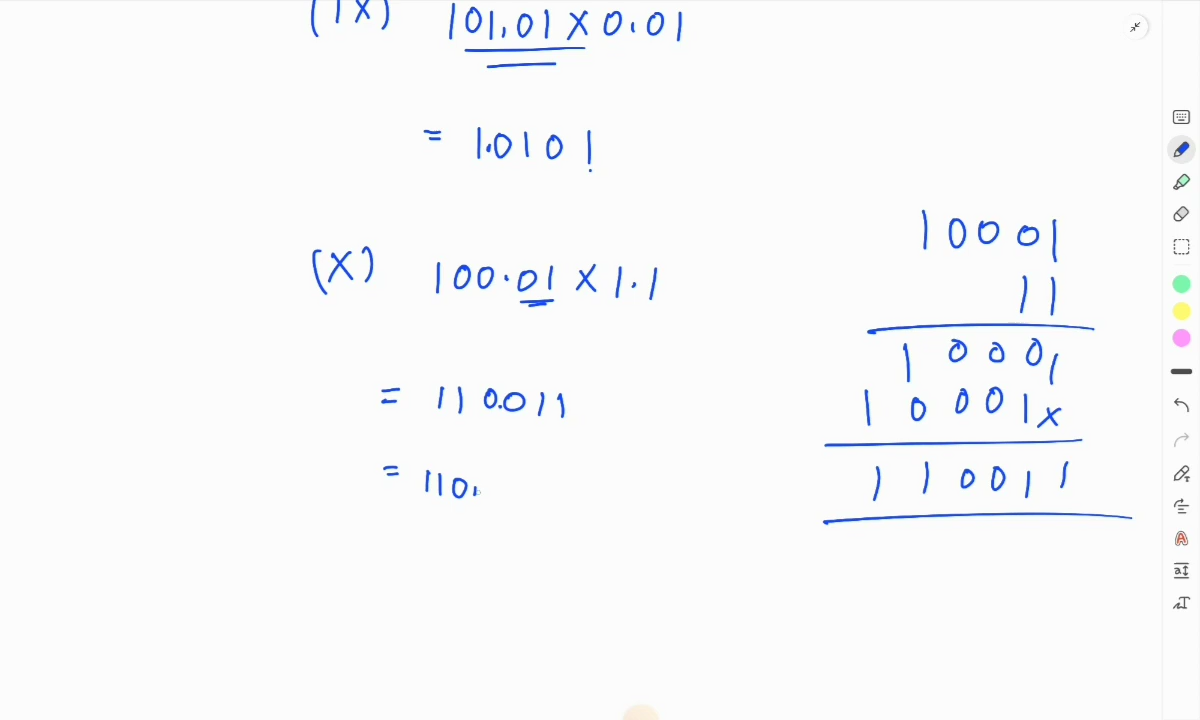 (IX) 101.01 X 0.01
= 1.0101
(X) 100.01 X 1.1
= 110.011
= 110.
10001
11
10001
10001x
110011